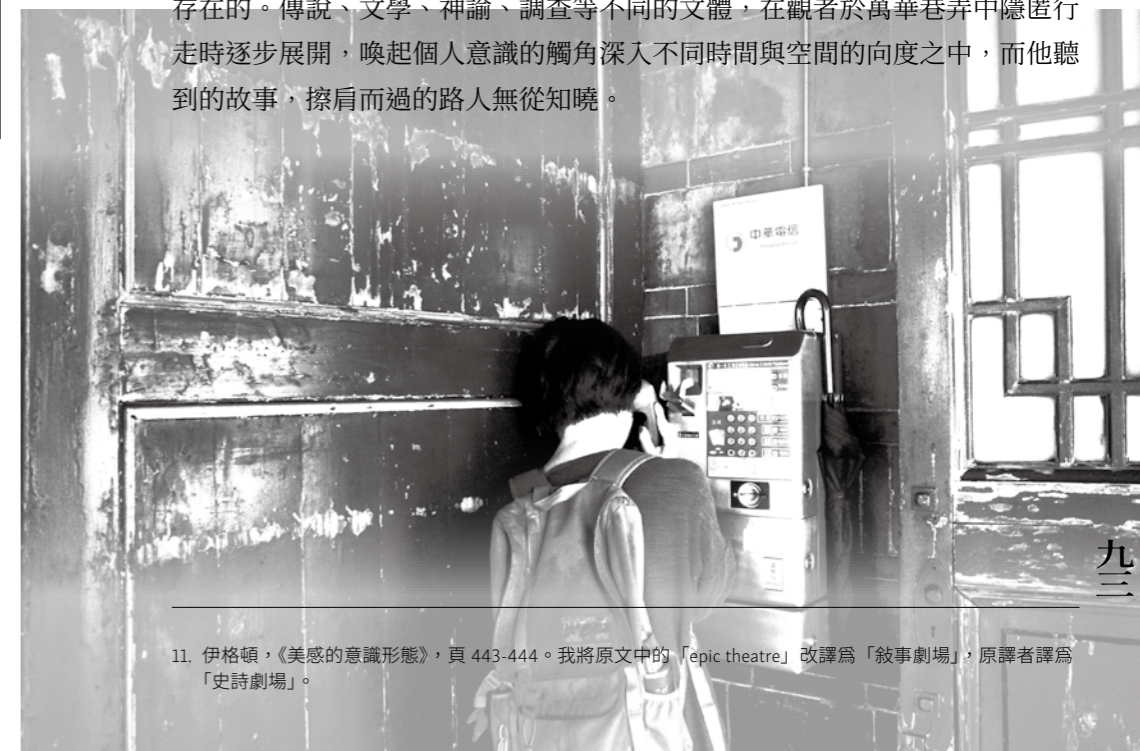 存在的。傳說、文學、神諭、調查等不同的文體，在觀者於萬華巷弄中隱匿行
走時逐步展開，喚起個人意識的觸角深入不同時間與空間的向度之中，而他聽
到的故事，擦肩而過的路人無從知曉。
中華電信
九三
11. 伊格頓，《美感的意識形態》，頁 443-444。我將原文中的「epic theatre」改譯為「敘事劇場」，原譯者譯為
「史詩劇場」。